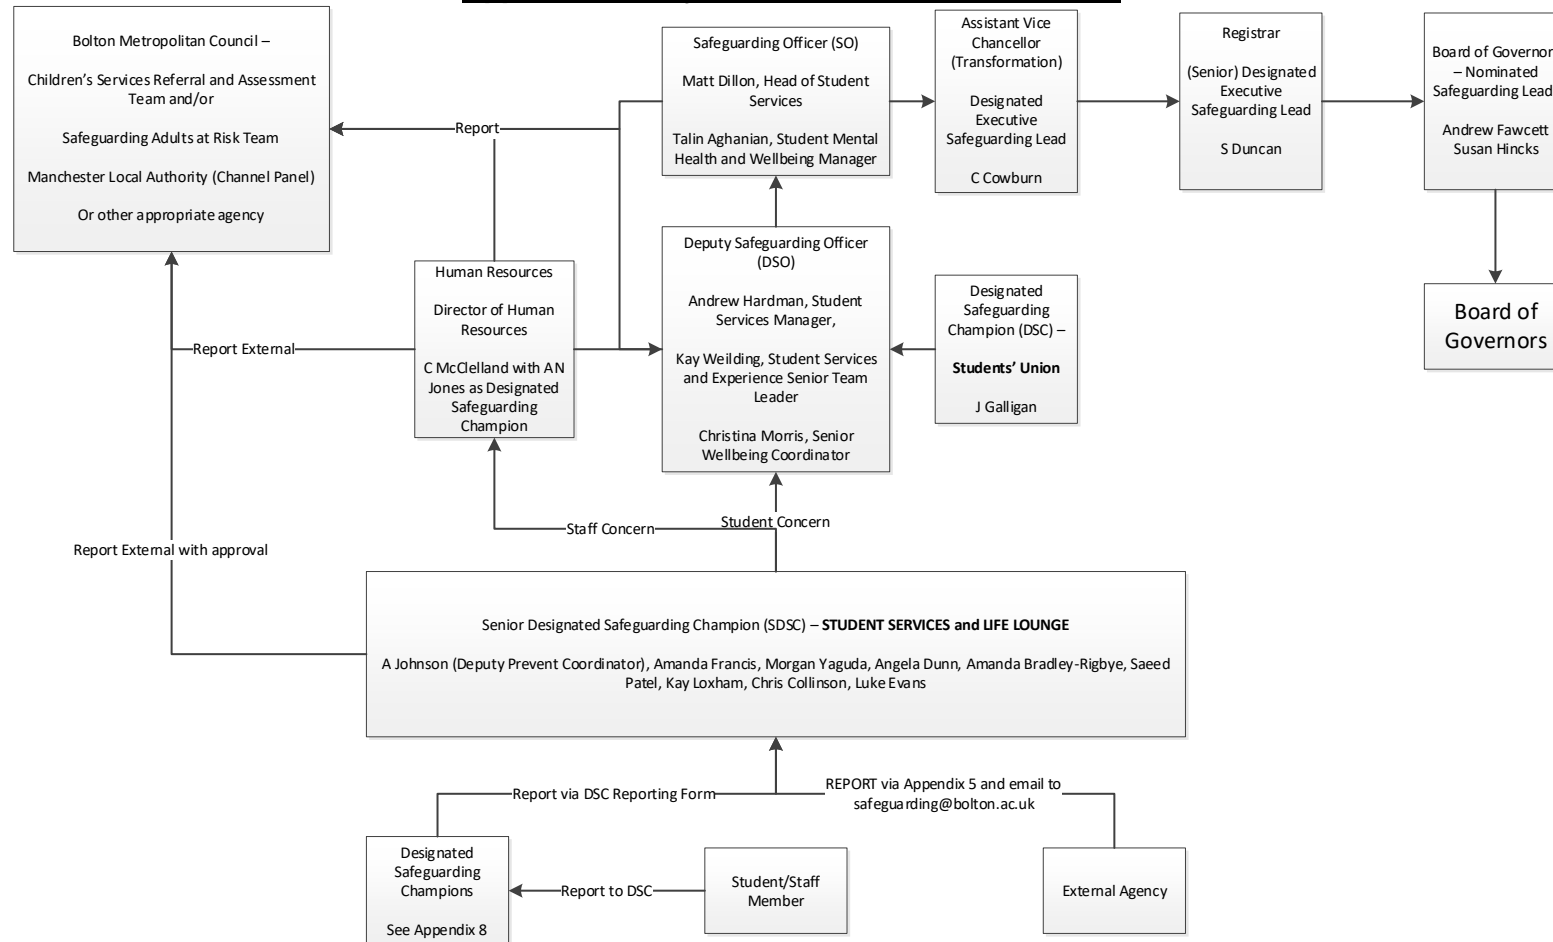 Bolton Metropolitan Council –
Children's Services Referral and Assessment
Team and/or
Safeguarding Adults at Risk Team
Manchester Local Authority (Channel Panel)
Or other appropriate agency
Safeguarding Officer (SO)
Matt Dillon, Head of Student
Services
Talin Aghanian, Student Mental
Health and Wellbeing Manager
Assistant Vice
Chancellor
(Transformation)
Designated
Executive
Safeguarding Lead
C Cowburn
Registrar
(Senior) Designated
Executive
Safeguarding Lead
S Duncan
Board of Governor
– Nominated
Safeguarding Lead
Andrew Fawcett
Susan Hincks
Report
Human Resources
Director of Human
Resources
C McClelland with AN
Jones as Designated
Safeguarding
Champion
Deputy Safeguarding Officer
(DSO)
Andrew Hardman, Student
Services Manager,
Kay Weilding, Student Services
and Experience Senior Team
Leader
Christina Morris, Senior
Wellbeing Coordinator
Designated
Safeguarding
Champion (DSC) –
Students' Union
J Galligan
Board of
Governors
Report External
Staff Concern
Student Concern
Report External with approval
Senior Designated Safeguarding Champion (SDSC) – STUDENT SERVICES and LIFE LOUNGE
A Johnson (Deputy Prevent Coordinator), Amanda Francis, Morgan Yaguda, Angela Dunn, Amanda Bradley-Rigbye, Saeed
Patel, Kay Loxham, Chris Collinson, Luke Evans
Report via DSC Reporting Form
REPORT via Appendix 5 and email to
safeguarding@bolton.ac.uk
Designated
Safeguarding
Champions
See Appendix 8
Report to DSC
Student/Staff
Member
External Agency